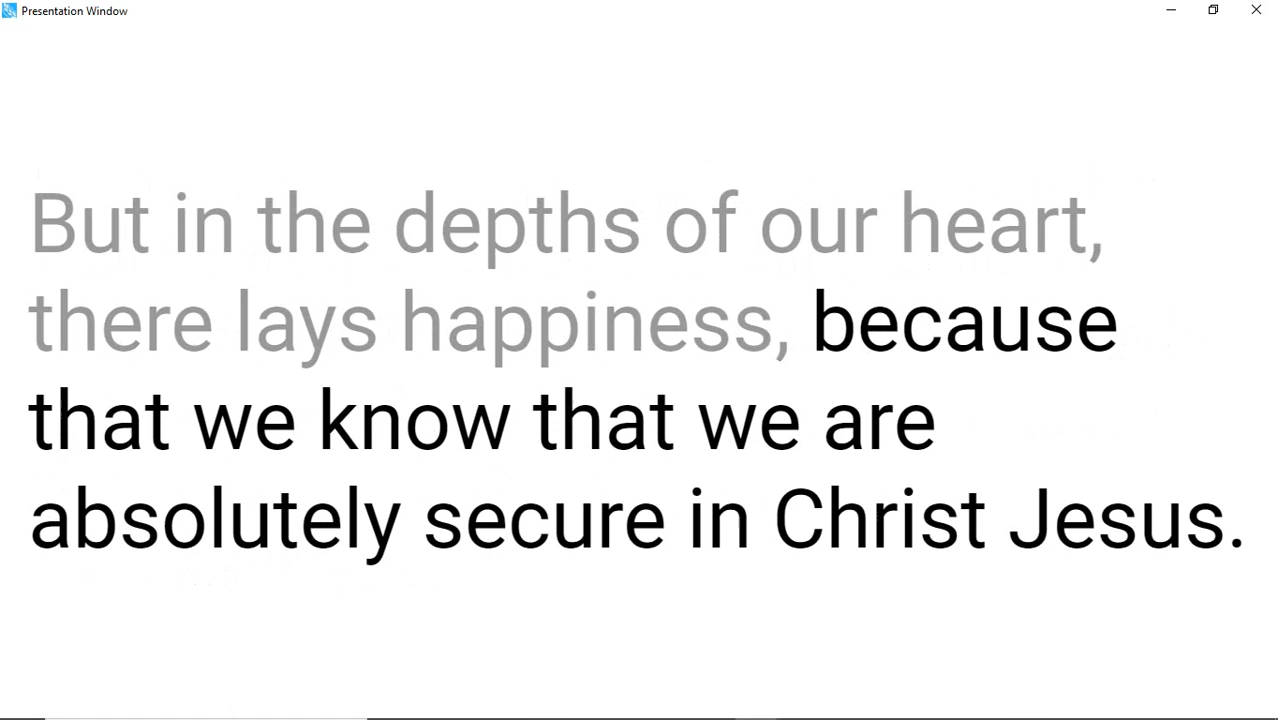 Presentation Window
But in the depths of our heart,
there lays happiness, because
that we know that we are
absolutely secure in Christ Jesus.